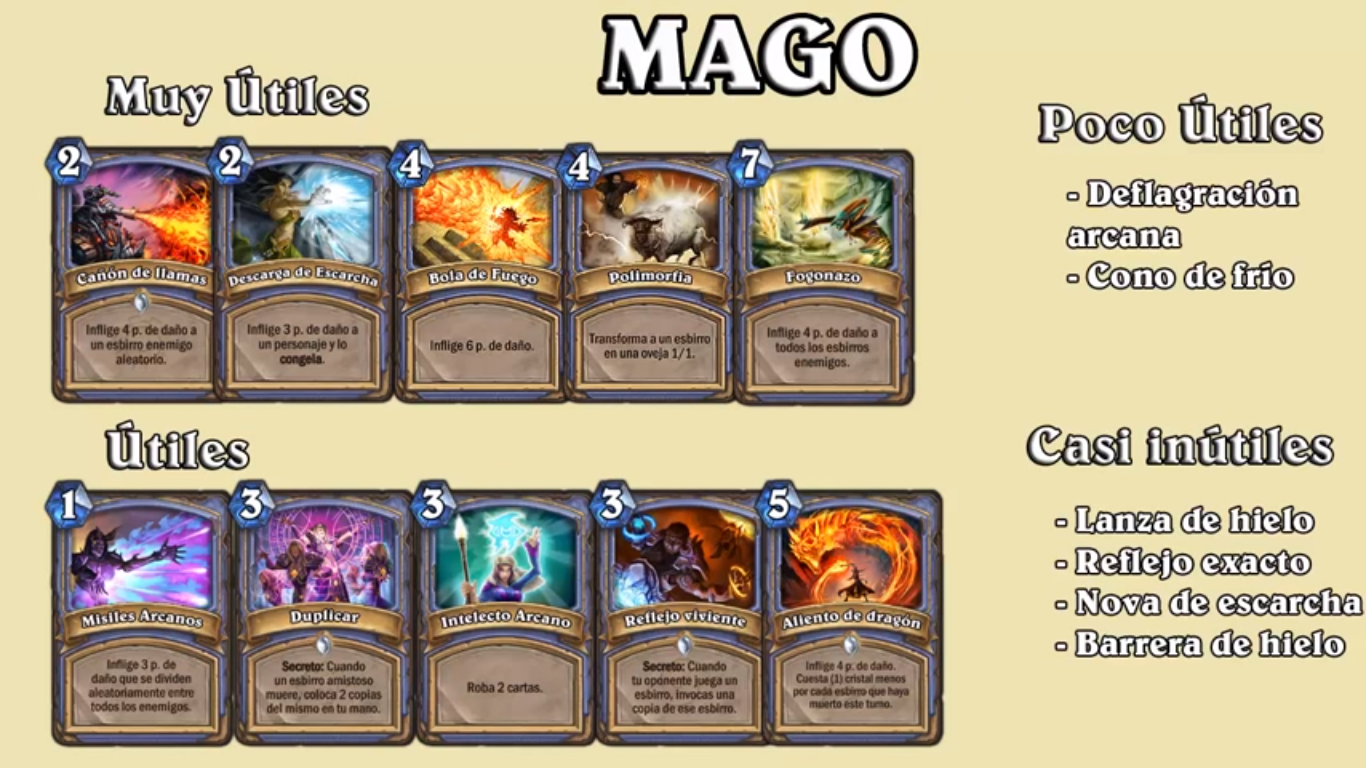 MAGO
Muy Útiles
2
Cañón de llamas
Inflige 4 p. de daño a
un esbirro enemigo
aleatorio.
2
Descarga de Escarcha
Inflige 3 p. de daño a
un personaje y lo
congela.
4
Bola de Fuego
Inflige 6 p. de daño.
4
Polimorfia
Transforma a un esbirro
en una oveja 1/1.
7
Fogonazo
Inflige 4 p. de daño a
todos los esbirros
enemigos.
Poco Útiles
- Deflagración
arcana
- Cono de frío
Útiles
1
Misiles Arcanos
Inflige 3 p. de
daño que se dividen
aleatoriamente entre
todos los enemigos.
3
Duplicar
Secreto: Cuando
un esbirro amistoso
muere, coloca 2 copias
del mismo en tu mano.
3
Intelecto Arcano
Roba 2 cartas.
3
Reflejo viviente
Secreto: Cuando
tu oponente juega un
esbirro, invocas una
copia de ese esbirro.
5
Aliento de dragón
Inflige 4 p. de daño.
Cuesta (1) cristal menos
por cada esbirro que haya
muerto este turno.
Casi inútiles
- Lanza de hielo
- Reflejo exacto
- Nova de escarcha
- Barrera de hielo